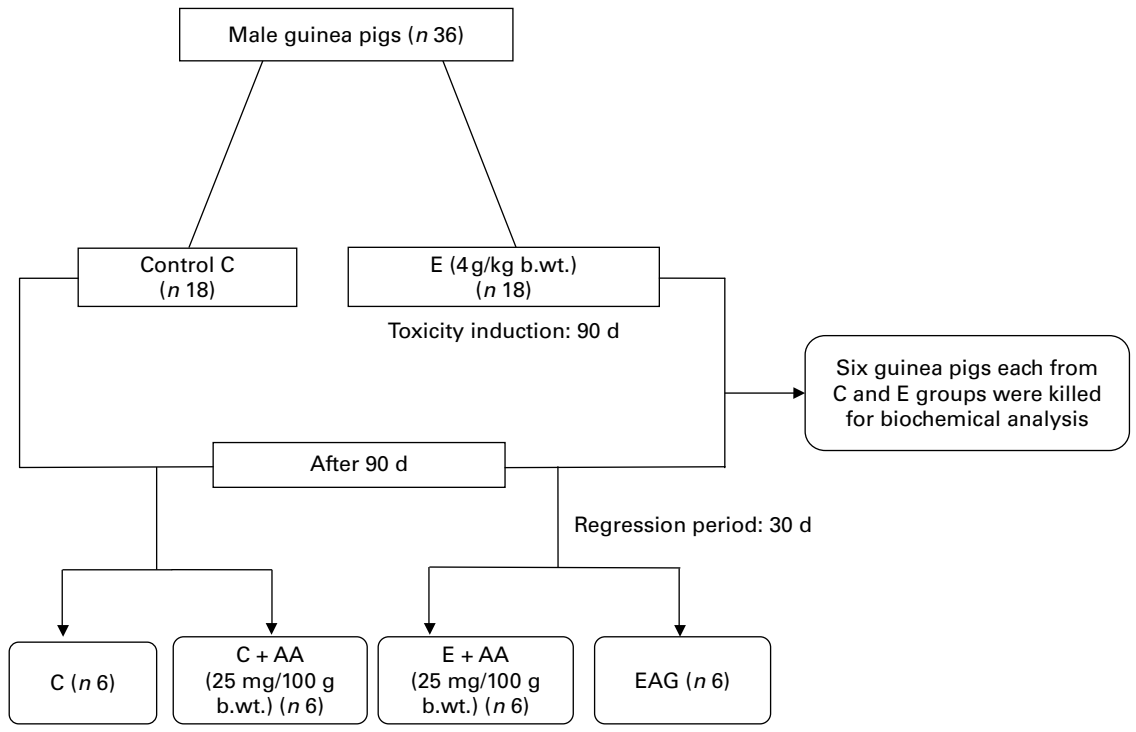 Male guinea pigs (n 36)
Control C
(n 18)
E (4 g/kg b.wt.)
(n 18)
Toxicity induction: 90 d
Six guinea pigs each from
C and E groups were killed
for biochemical analysis
After 90 d
Regression period: 30 d
C (n 6)
C + AA
(25 mg/100 g
b.wt.) (n 6)
E + AA
(25 mg/100 g
b.wt.) (n 6)
EAG (n 6)